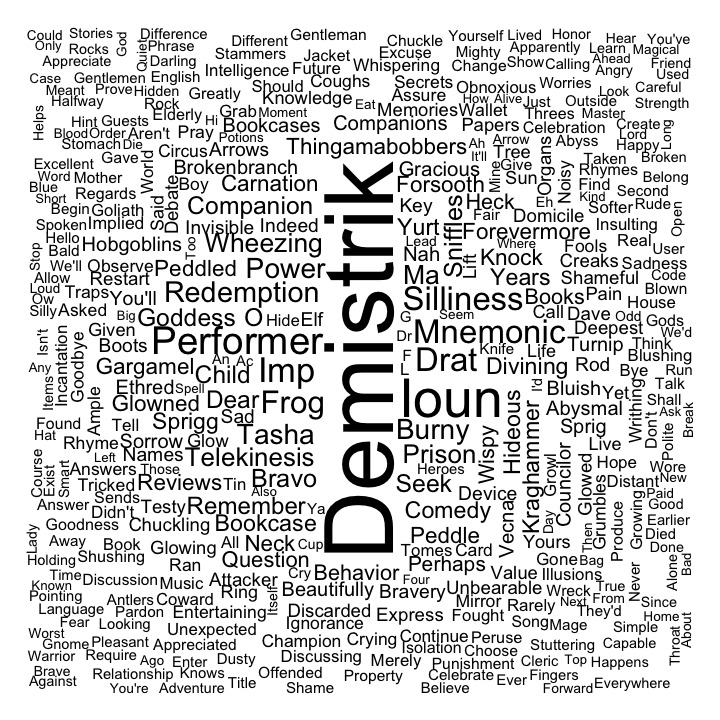 Could Stories Difference Different Gentleman Chuckle Yourself Lived Honor Hear You've
Only Rocks God Quiet Phrase Stammers Jacket Excuse Mighty Apparently Learn Magical
Appreciate Darling Intelligence Future Whispering Change Show Calling Ahead Friend
Case Gentlemen English Should Coughs Secrets Obnoxious Worries Angry Used
Meant Prove Hidden Greatly Knowledge Assure How Alive Just Outside Look Careful
Halfway Rock Grab Moment Eat Memories Wallet Threes Master Strength
Helps Hint Guests Elderly Hi Bookcases Companions Papers Celebration Create
Blood Order Aren't Pray Potions Arrow Abyss Lord Long
Stomach Die Circus Arrows Thingamabobbers Ah Tree Organs Noisy Happy
Excellent Gave World Brokenbranch Gracious It'll Mine Give Taken Rhymes Broken
Word Mother Boy Carnation Forsooth Sun Find Belong
Blue Regards Said Debate Companion Key Sniffles Heck Eh Kind Second
Short Begin Goliath Invisible Indeed Fair Domicile Softer Rude Open
Spoken Implied Too Wheezing Yurt Forevermore Insulting
Hello Hobgoblins Lead Where Fools Real User
Stop Bald Nah Lift Knock Creaks Sadness
We'll Observe Peddled Power Ma Years Shameful Code
Allow Restart Redemption Silliness Books Pain Blown
Loud Traps You'll House
Ow Silly Asked Big Goddess O Hide Elf G Seem Call Dave Odd Gods
Isn't Given Performer Demistrik Dr Mnemonic Deepest We'd
Boots Knife Life Turnip Think
Any Incantation Goodbye Gargamel An Ac F Drat Divining Rod Blushing
Items Child Imp L Bye Run
Ethred Spell I'd Bluish Yet Talk
Ample Glowned Dear Frog Ioun Hideous Kraghammer Abysmal Writhing Shall
Found Tell Sprigg Sad Sprig Don't Ask Break
Hat Rhyme Sorrow Glow Tasha Burny Wispy Live Polite
Course Left Names Telekinesis Prison Growl Councilor Hope Wore
Exist Smart Answers Those Heroes Glowed Distant New
Tricked Reviews Tin Bravo Seek Device Paid
Answer Sends Also Good
Didn't Testy Remember Ya Comedy Vecna Day Grumbles Produce Growing Earlier
Lady Goodness Chuckling Bookcase Peddle Then Died
Away Book Glowing All Neck Cup Tomes Card Yours Done
Holding Shushing Question Perhaps Gone Bag
Time Ran Cry Behavior Four Value Illusions Never Alone Bad
Known Discussion Music Attacker Beautifully Bravery Unbearable Wreck True
Pointing Antlers Coward Ring Itself Mirror Rarely Next From Since
Language Pardon Entertaining Discarded Express Fought They'd Home
Fear Looking Unexpected Ignorance Song Mage Simple Throat About
Worst Gnome Pleasant Appreciated Champion Crying Continue Peruse Stuttering Capable
Warrior Require Ago Enter Dusty Discussing Isolation Choose Cleric Top Happens
Brave Relationship Knows Offended Merely Punishment
Against You're Adventure Title Shame Property Believe Celebrate Ever Fingers Forward Everywhere